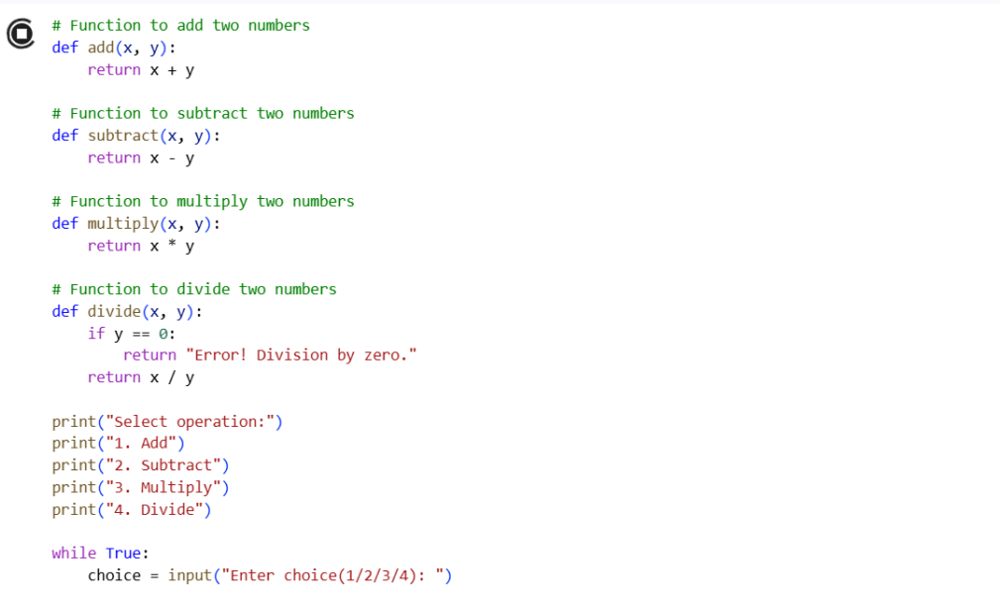 # Function to add two numbers
def add(x, y):
    return x + y

# Function to subtract two numbers
def subtract(x, y):
    return x - y

# Function to multiply two numbers
def multiply(x, y):
    return x * y

# Function to divide two numbers
def divide(x, y):
    if y == 0:
        return "Error! Division by zero."
    return x / y

print("Select operation:")
print("1. Add")
print("2. Subtract")
print("3. Multiply")
print("4. Divide")

while True:
    choice = input("Enter choice(1/2/3/4): ")